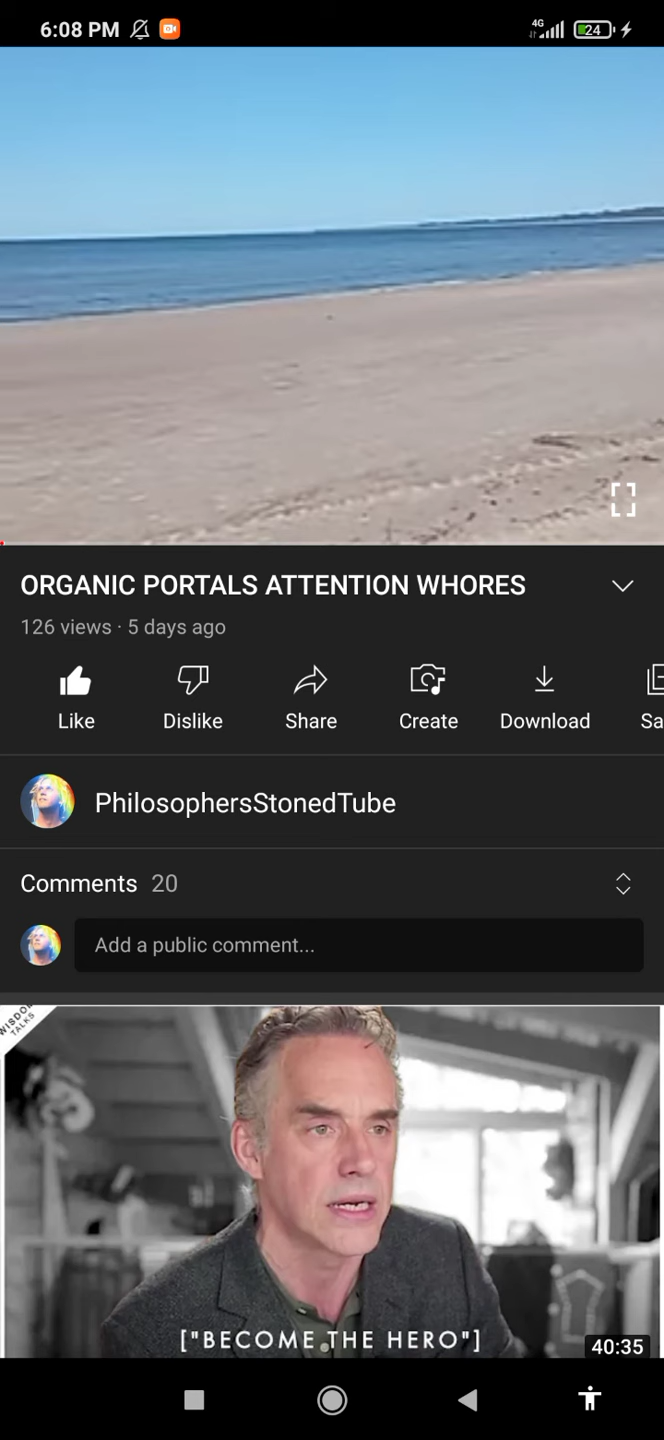 6:08 PM
4G
24
ORGANIC PORTALS ATTENTION WHORES
126 views · 5 days ago
Like
Dislike
Share
Create
Download
Sa
PhilosophersStonedTube
Comments 20
Add a public comment...
WISDOM
TALKS
["BECOME THE HERO"]
40:35